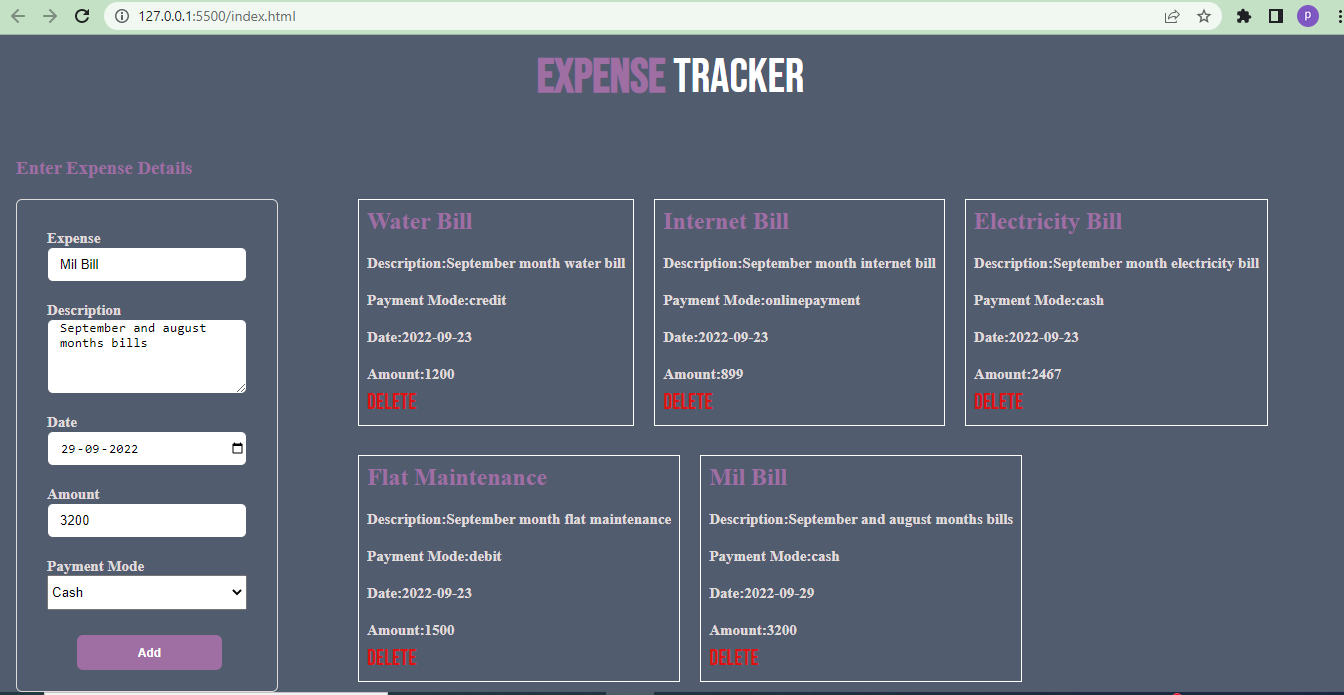 127.0.0.1:5500/index.html
P
EXPENSE TRACKER
Enter Expense Details
Expense
Mil Bill
Description
September and august
months bills
Date
29-09-2022
Amount
3200
Payment Mode
Cash
Add
Water Bill
Description:September month water bill
Payment Mode:credit
Date:2022-09-23
Amount:1200
DELETE
Internet Bill
Description:September month internet bill
Payment Mode:onlinepayment
Date:2022-09-23
Amount:899
DELETE
Electricity Bill
Description:September month electricity bill
Payment Mode:cash
Date:2022-09-23
Amount:2467
DELETE
Flat Maintenance
Description:September month flat maintenance
Payment Mode:debit
Date:2022-09-23
Amount:1500
DELETE
Mil Bill
Description:September and august months bills
Payment Mode:cash
Date:2022-09-29
Amount:3200
DELETE